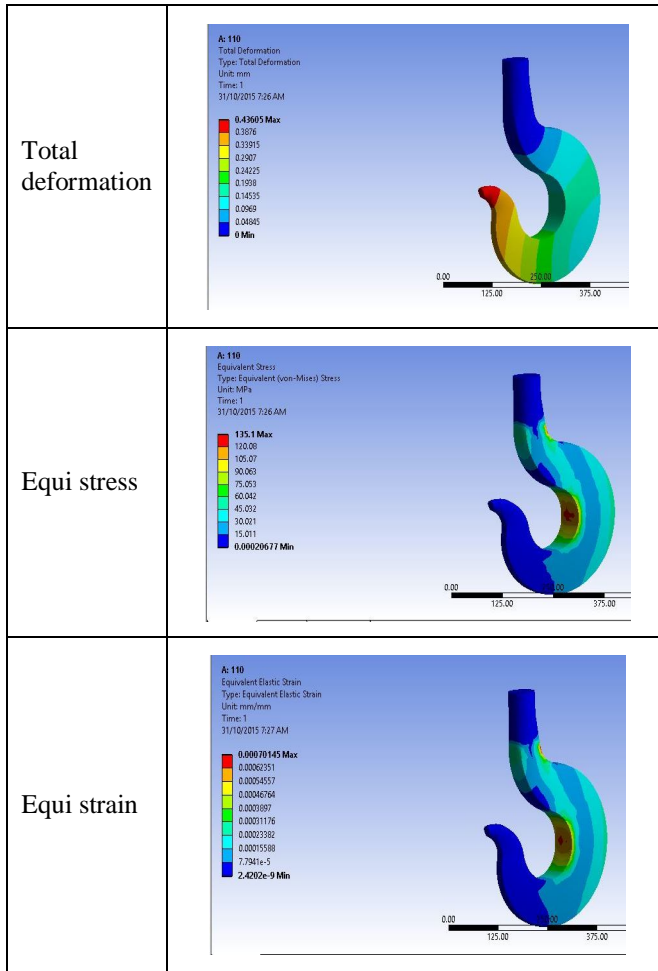 Total
deformation
A: 110
Total Deformation
Type: Total Deformation
Unit: mm
Time: 1
31/10/2015 7:26 AM
0.43605 Max
0.3876
0.33915
0.2907
0.24225
0.1938
0.14535
0.0969
0.04845
0 Min
0.00
250.00
125.00
375.00
Equi stress
A: 110
Equivalent Stress
Type: Equivalent (von-Mises) Stress
Unit: MPa
Time: 1
31/10/2015 7:26 AM
135.1 Max
120.08
105.07
90.063
75.053
60.042
45.032
30.021
15.011
0.00020677 Min
0.00
125.00
375.00
Equi strain
A: 110
Equivalent Elastic Strain
Type: Equivalent Elastic Strain
Unit: mm/mm
Time: 1
31/10/2015 7:27 AM
0.00070145 Max
0.00062351
0.00054557
0.00046764
0.0003897
0.00031176
0.00023382
0.00015588
7.7941e-5
2.4202e-9 Min
0.00
125.00
375.00